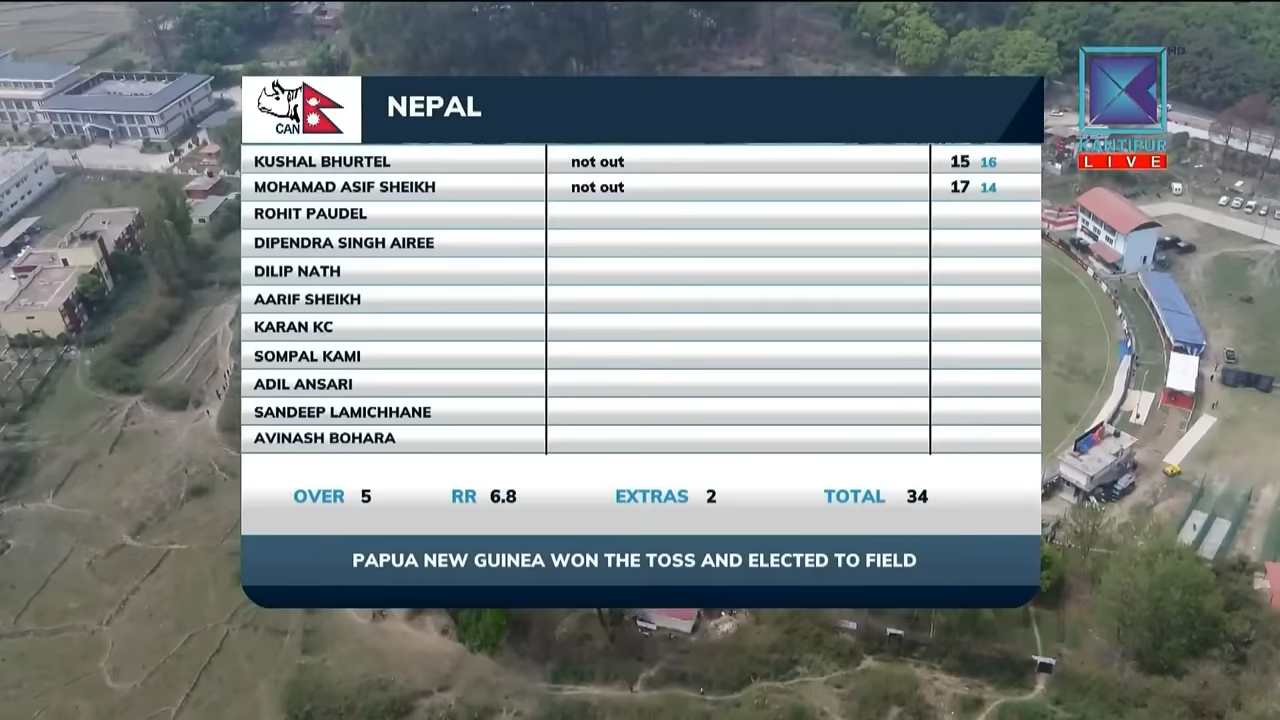 CAN
NEPAL
HD
KANTIPUR
LIVE
KUSHAL BHURTEL not out 15 16
MOHAMAD ASIF SHEIKH not out 17 14
ROHIT PAUDEL
DIPENDRA SINGH AIREE
DILIP NATH
AARIF SHEIKH
KARAN KC
SOMPAL KAMI
ADIL ANSARI
SANDEEP LAMICHHANE
AVINASH BOHARA
OVER 5 RR 6.8 EXTRAS 2 TOTAL 34
PAPUA NEW GUINEA WON THE TOSS AND ELECTED TO FIELD